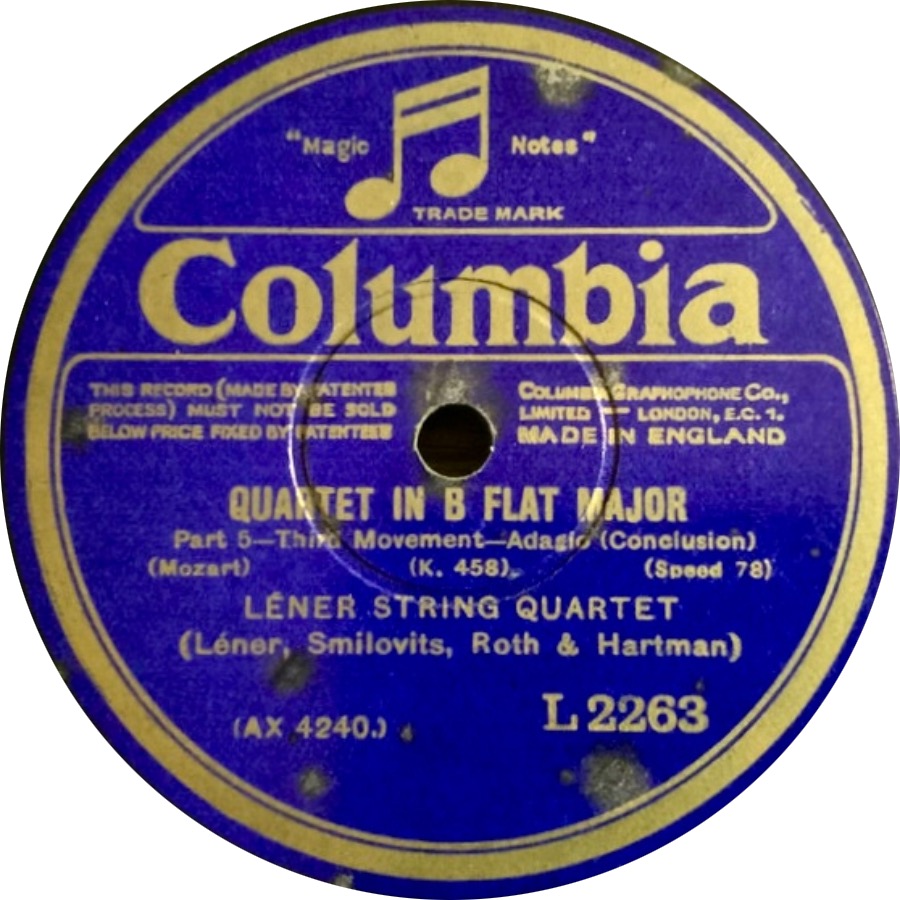 "Magic Notes"
TRADE MARK
Columbia
THIS RECORD (MADE BY PATENTED
PROCESS) MUST NOT BE SOLD
BELOW PRICE FIXED BY PATENTEES
COLUMBIA GRAPHOPHONE CO.,
LIMITED — LONDON, E.C. 1.
MADE IN ENGLAND
QUARTET IN B FLAT MAJOR
Part 5—Third Movement—Adagio (Conclusion)
(Mozart) (K. 458). (Speed 78)
LÉNER STRING QUARTET
(Léner, Smilovits, Roth & Hartman)
(AX 4240.) L 2263